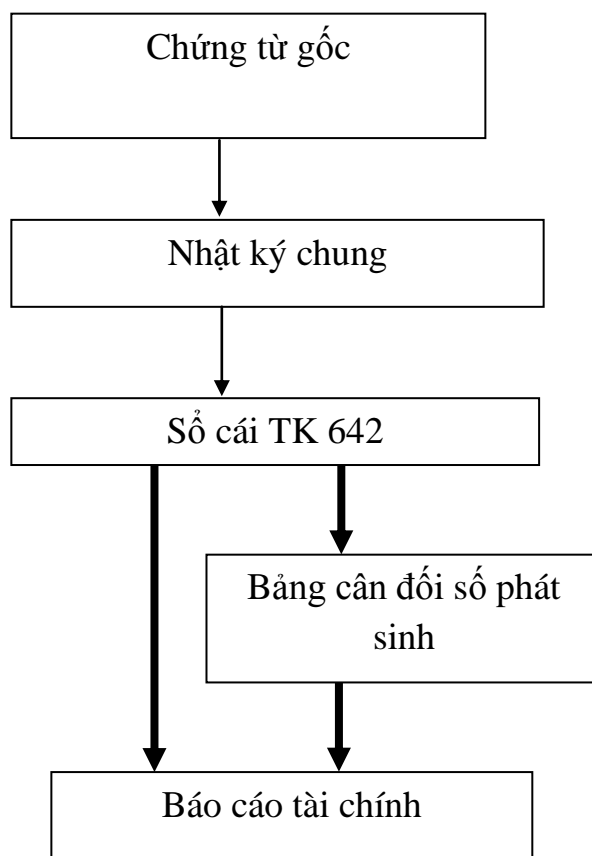 Chứng từ gốc
Nhật ký chung
Sổ cái TK 642
Bảng cân đối số phát
sinh
Báo cáo tài chính